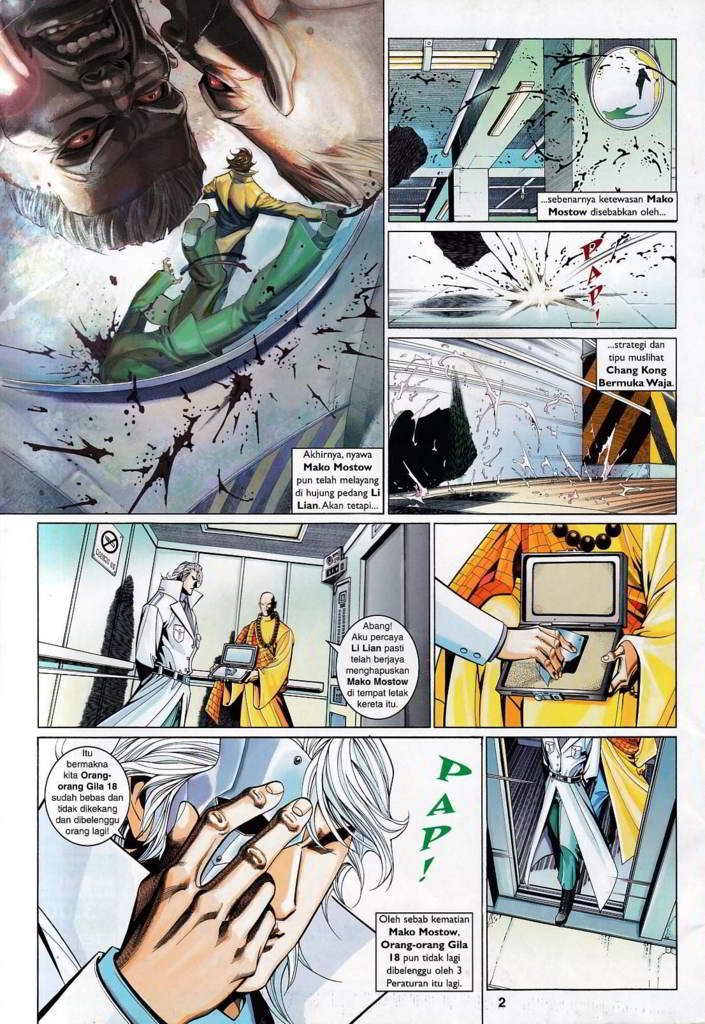 Akhirnya, nyawa
Mako Mostow
pun telah melayang
di hujung pedang Li
Lian. Akan tetapi...
...sebenarnya ketewasan Mako
Mostow disebabkan oleh...
PAP!
...strategi dan
tipu muslihat
Chang Kong
Bermuka Waja.
Abang!
Aku percaya
Li Lian pasti
telah berjaya
menghapuskan
Mako Mostow
di tempat letak
kereta itu.
Itu
bermakna
kita Orang-
orang Gila 18
sudah bebas dan
tidak dikekang
dan dibelenggu
orang lagi!
PAP!
Oleh sebab kematian
Mako Mostow,
Orang-orang Gila
18 pun tidak lagi
dibelenggu oleh 3
Peraturan itu lagi.
2